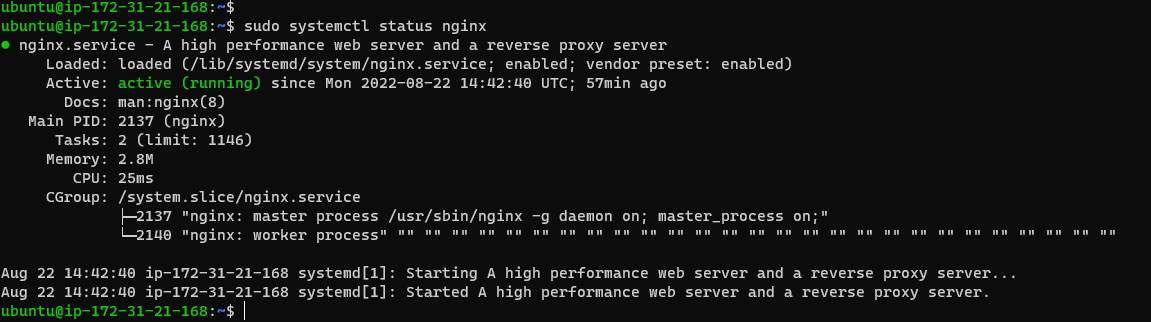 ubuntu@ip-172-31-21-168:~$
ubuntu@ip-172-31-21-168:~$ sudo systemctl status nginx
● nginx.service - A high performance web server and a reverse proxy server
     Loaded: loaded (/lib/systemd/system/nginx.service; enabled; vendor preset: enabled)
     Active: active (running) since Mon 2022-08-22 14:42:40 UTC; 57min ago
       Docs: man:nginx(8)
   Main PID: 2137 (nginx)
      Tasks: 2 (limit: 1146)
     Memory: 2.8M
        CPU: 25ms
     CGroup: /system.slice/nginx.service
             ├─2137 "nginx: master process /usr/sbin/nginx -g daemon on; master_process on;"
             └─2140 "nginx: worker process" "" "" "" "" "" "" "" "" "" "" "" "" "" "" "" "" "" "" "" "" "" "" "" "" "" "" ""

Aug 22 14:42:40 ip-172-31-21-168 systemd[1]: Starting A high performance web server and a reverse proxy server...
Aug 22 14:42:40 ip-172-31-21-168 systemd[1]: Started A high performance web server and a reverse proxy server.
ubuntu@ip-172-31-21-168:~$